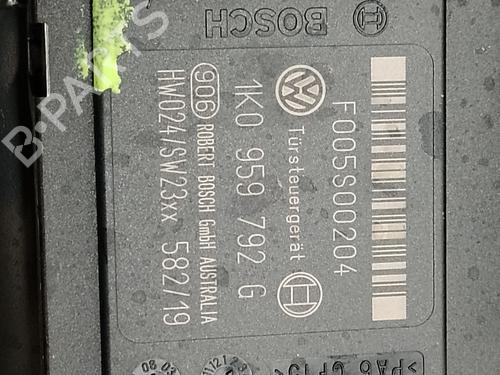 BOSCH
F005S00204
Türsteuergerät
1K0 959 792 G
906 ROBERT BOSCH GmbH AUSTRALIA
HW024/SW23xx 582/19
B-PARTS